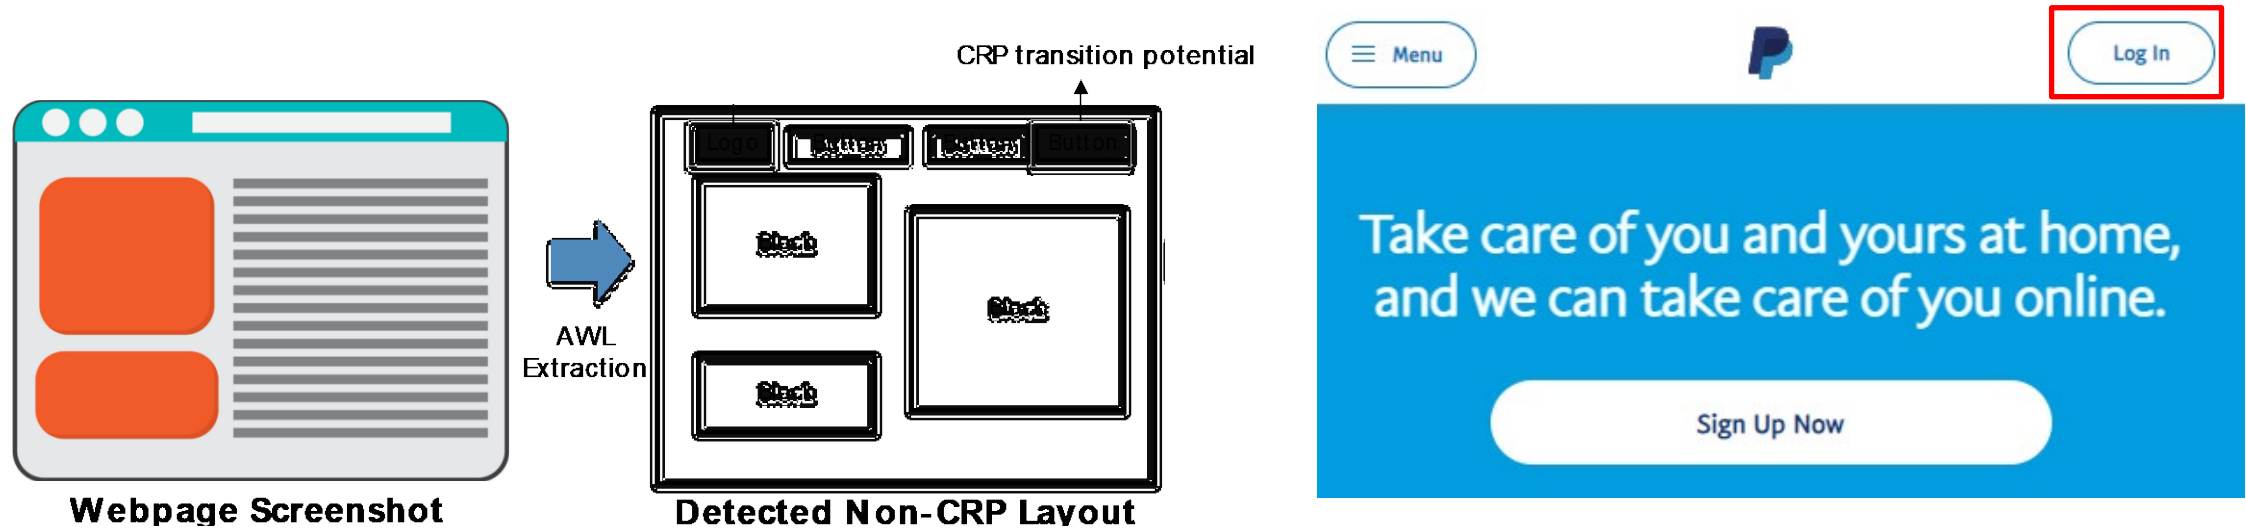 CRP transition potential
Logo
Button
Button
Button
Block
Block
Block
AWL
Extraction
Webpage Screenshot
Detected Non-CRP Layout
Menu
Log In
Take care of you and yours at home,
and we can take care of you online.
Sign Up Now